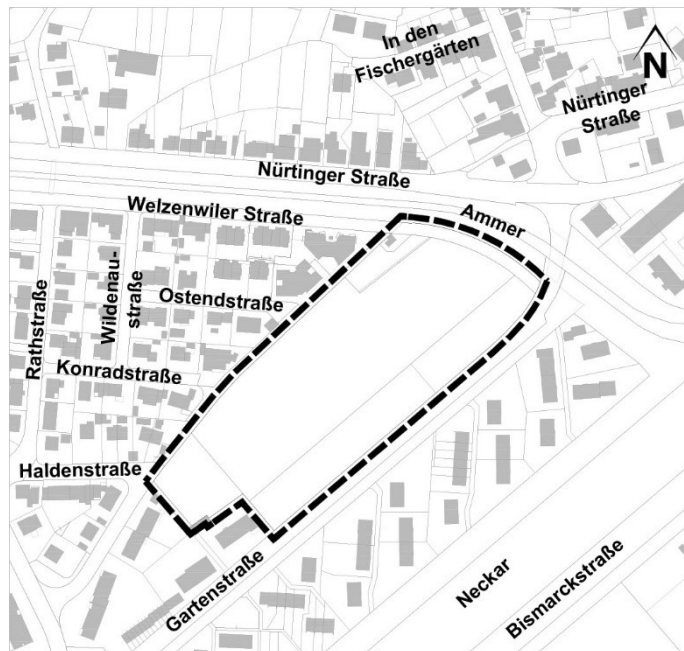 In den
Fischergärten
N
Nürtinger
Straße
Nürtinger Straße
Welzenwiler Straße
Ammer
Rathstraße
Wildenau-
straße
Ostendstraße
Konradstraße
Haldenstraße
Gartenstraße
Neckar
Bismarckstraße